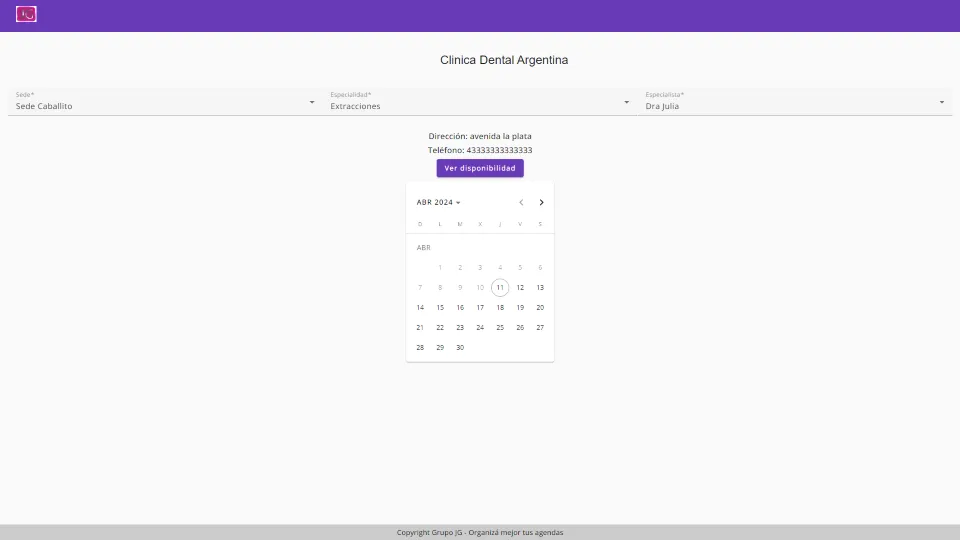 Clinica Dental Argentina
Sede* Especialidad* Especialista*
Sede Caballito Extracciones Dra Julia
Dirección: avenida la plata
Teléfono: 43333333333333
Ver disponibilidad
ABR 2024
D L M X J V S
ABR
1 2 3 4 5 6
7 8 9 10 11 12 13
14 15 16 17 18 19 20
21 22 23 24 25 26 27
28 29 30
Copyright Grupo JG - Organizá mejor tus agendas